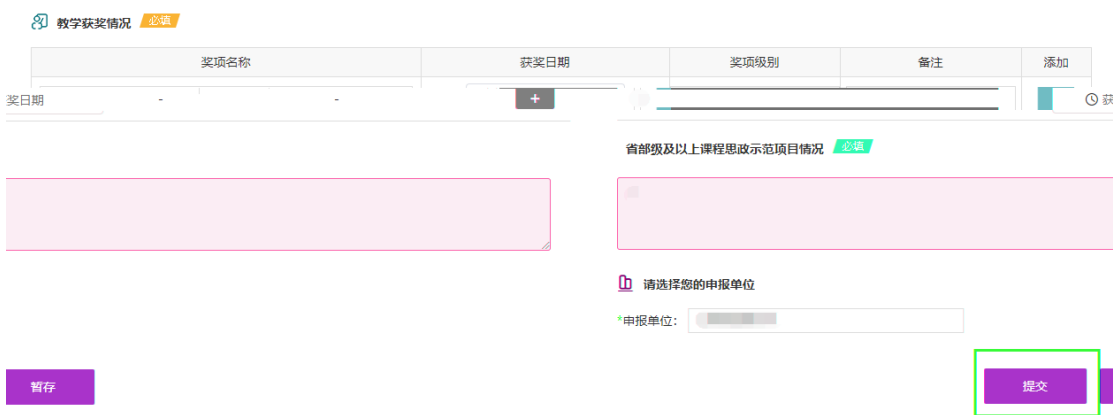 教学获奖情况 必填
奖项名称 获奖日期 奖项级别 备注 添加
奖日期 - - + 获
省部级及以上课程思政示范项目情况 必填
请选择您的申报单位
*申报单位：
暂存 提交